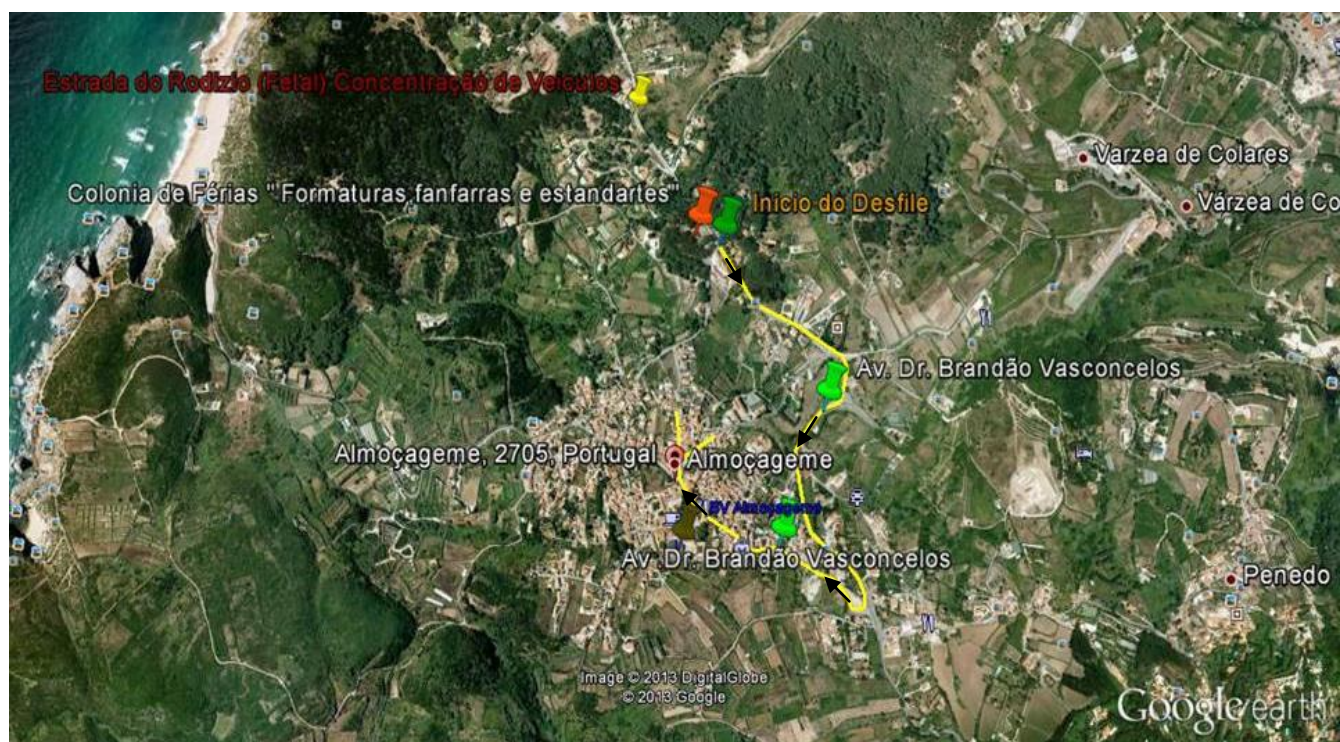 Estrada do Rodízio (Fetal) Concentração de Veículos
Varzea de Colares
Colonia de Férias " Formaturas,fanfarras e estandartes"
Inicio do Desfile
Várzea de Co
Av. Dr. Brandão Vasconcelos
Almoçageme, 2705, Portugal
Almoçageme
BV Almoçageme
Av .Dr. Brandão Vasconcelos
Penedo
Image © 2013 DigitalGlobe
© 2013 Google
Google earth